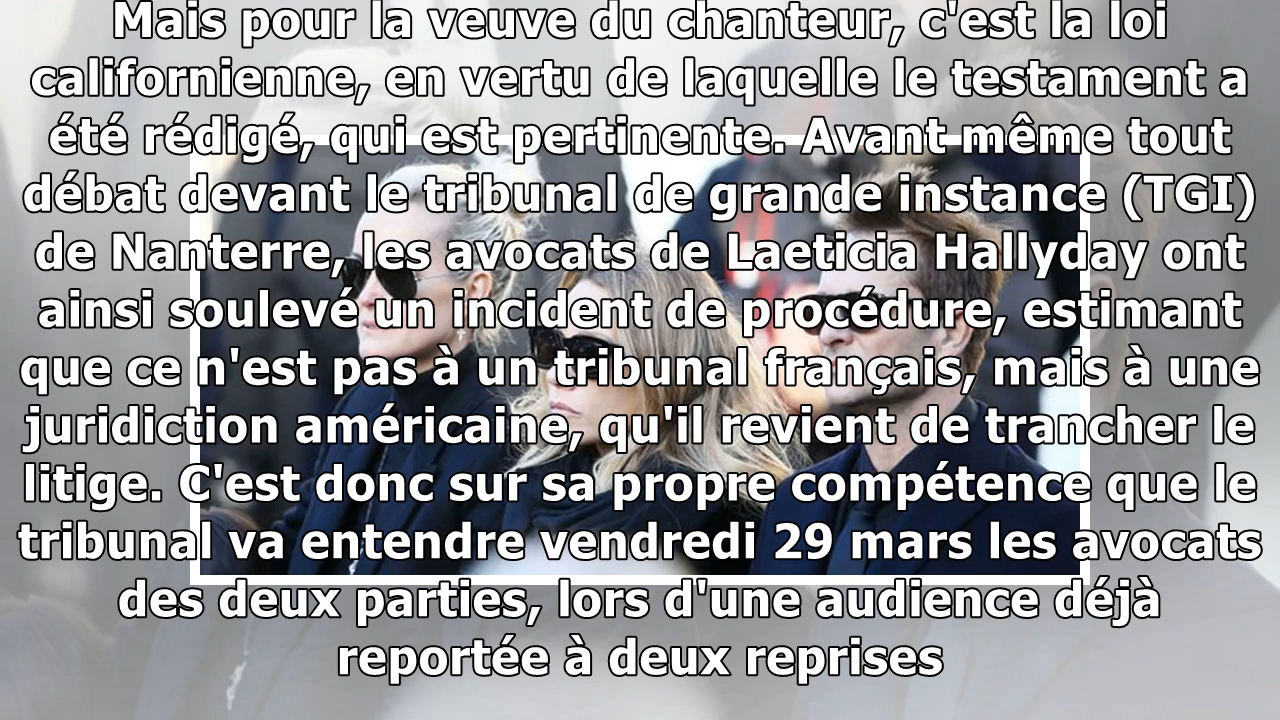 Mais pour la veuve du chanteur, c'est la loi
californienne, en vertu de laquelle le testament a
été rédigé, qui est pertinente. Avant même tout
débat devant le tribunal de grande instance (TGI)
de Nanterre, les avocats de Laeticia Hallyday ont
ainsi soulevé un incident de procédure, estimant
que ce n'est pas à un tribunal français, mais à une
juridiction américaine, qu'il revient de trancher le
litige. C'est donc sur sa propre compétence que le
tribunal va entendre vendredi 29 mars les avocats
des deux parties, lors d'une audience déjà
reportée à deux reprises